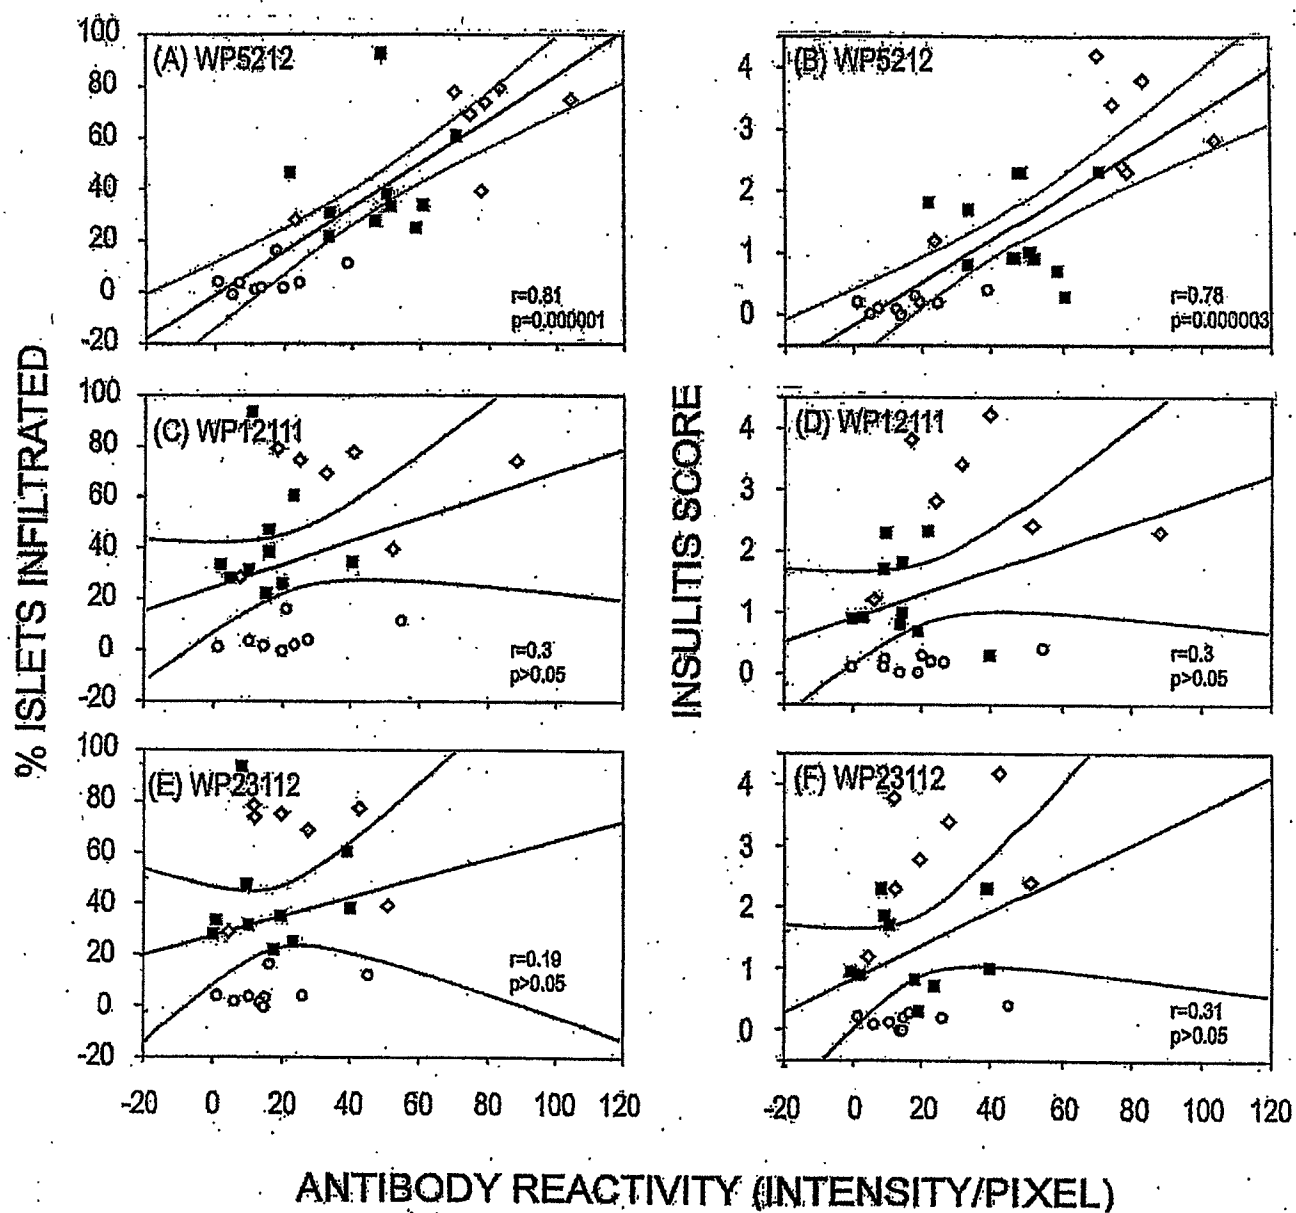 % ISLETS INFILTRATED
100
80
60
40
20
0
-20
(A) WP5212
r=0.81
p=0.000001
INSULITIS SCORE
4
3
2
1
0
(B) WP5212
r=0.78
p=0.000003
100
80
60
40
20
0
-20
(C) WP12111
r=0.3
p>0.05
4
3
2
1
0
(D) WP12111
r=0.3
p>0.05
100
80
60
40
20
0
-20
(E) WP23112
r=0.19
p>0.05
-20 0 20 40 60 80 100 120
4
3
2
1
0
(F) WP23112
r=0.31
p>0.05
-20 0 20 40 60 80 100 120
ANTIBODY REACTIVITY (INTENSITY/PIXEL)